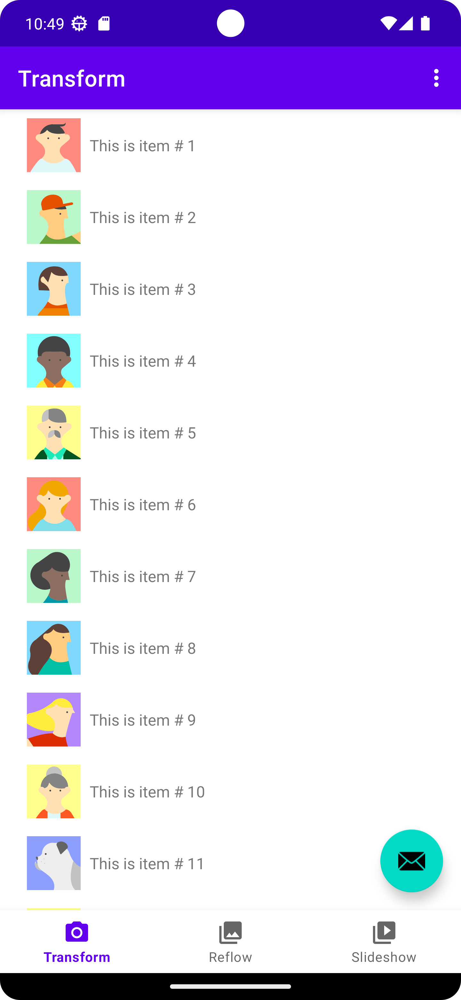 10:49
Transform
This is item # 1
This is item # 2
This is item # 3
This is item # 4
This is item # 5
This is item # 6
This is item # 7
This is item # 8
This is item # 9
This is item # 10
This is item # 11
Transform
Reflow
Slideshow